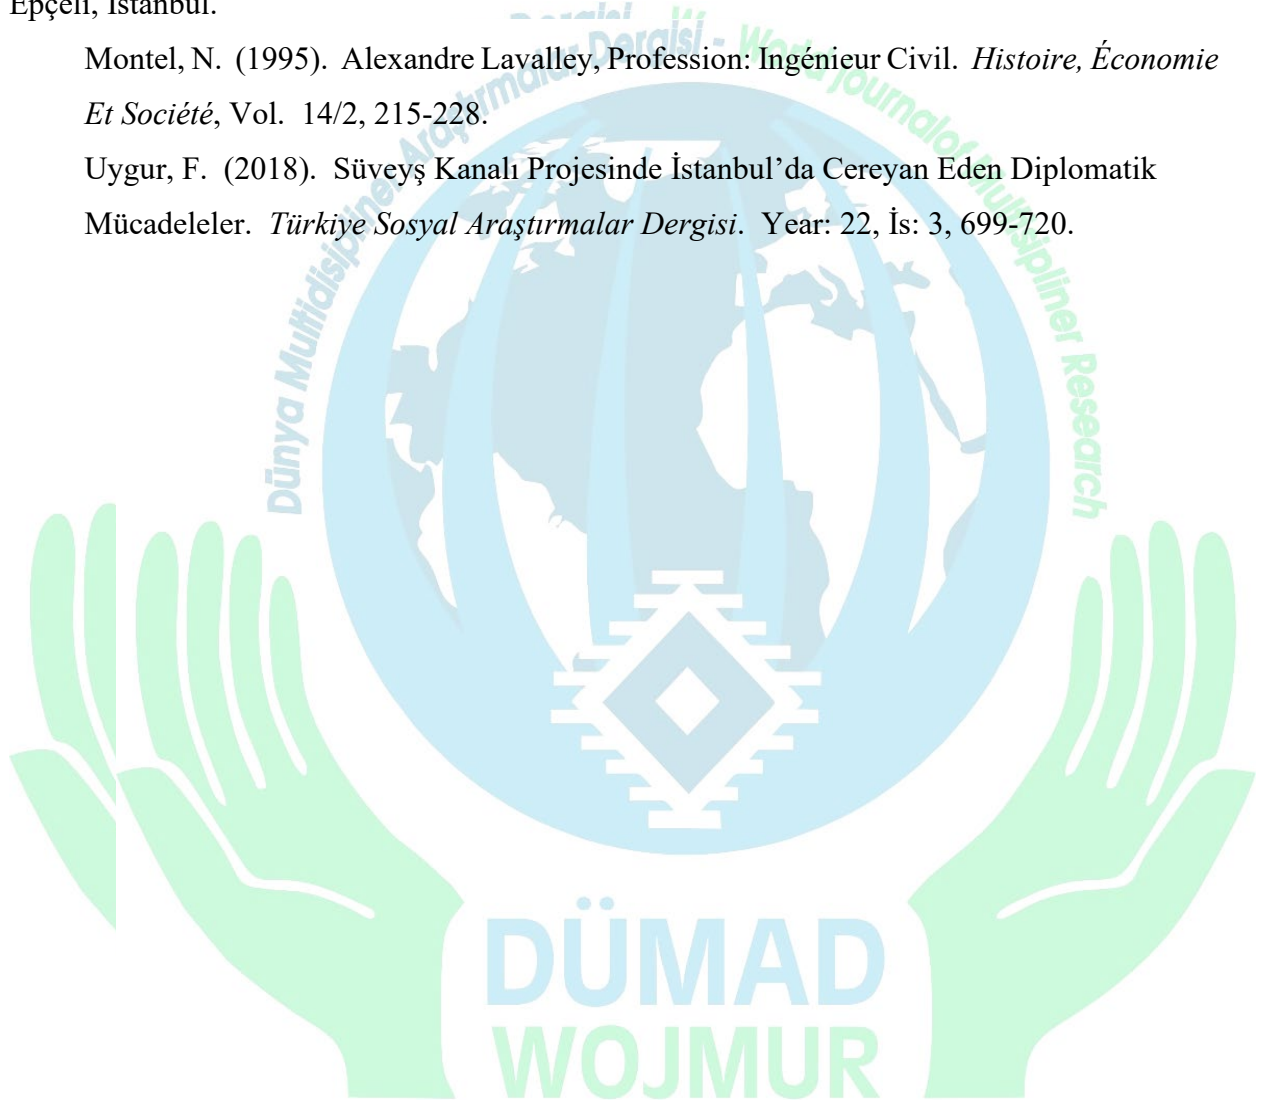 Epçeli, İstanbul.
Montel, N. (1995). Alexandre Lavalley, Profession: Ingénieur Civil. Histoire, Économie
Et Société, Vol. 14/2, 215-228.
Uygur, F. (2018). Süveyş Kanalı Projesinde İstanbul’da Cereyan Eden Diplomatik
Mücadeleler. Türkiye Sosyal Araştırmalar Dergisi. Year: 22, İs: 3, 699-720.
Dünya Multidisipliner Araştırmalar Dergisi - World Journal of Multisipliner Research
DÜMAD
WOJMUR